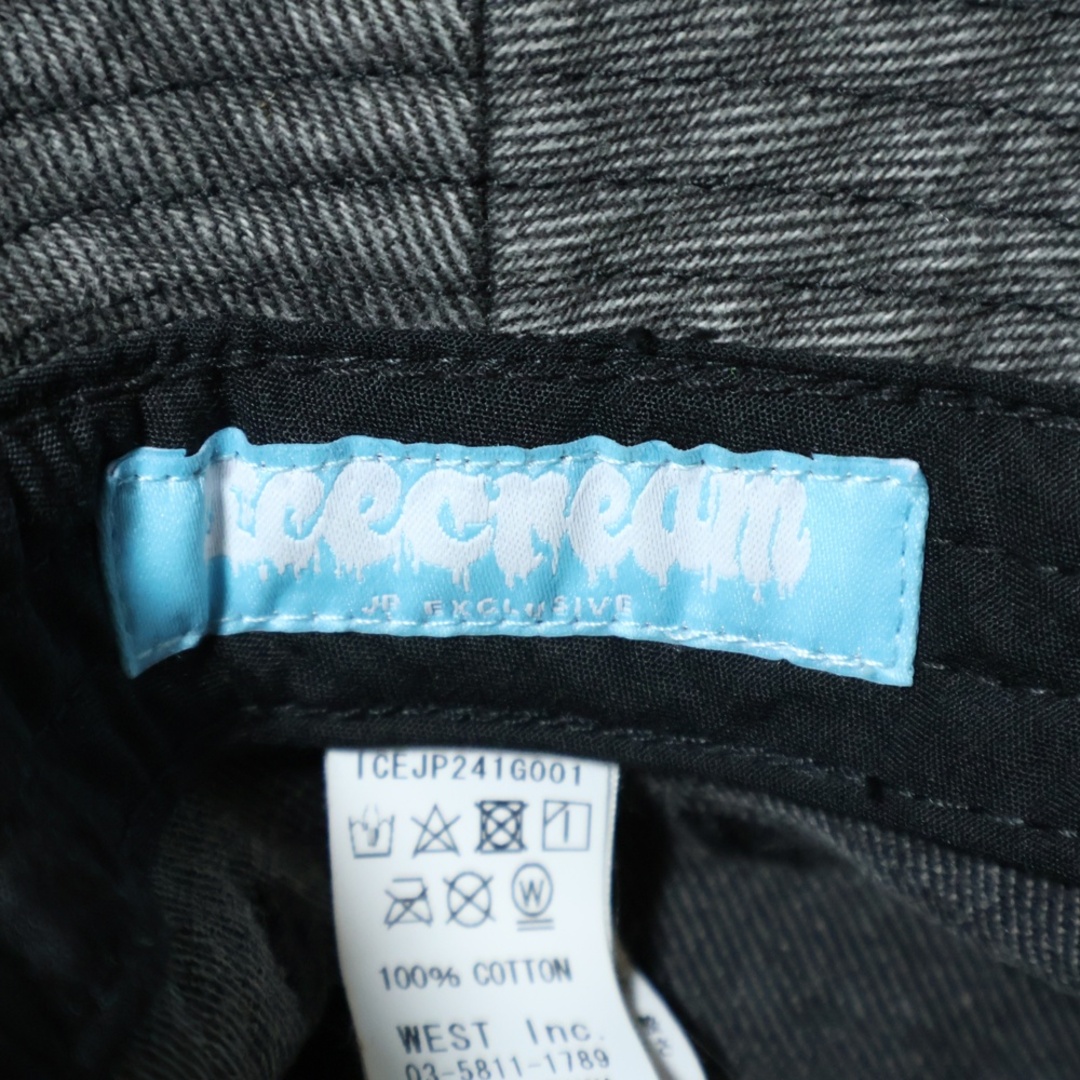 icecream
JP EXCLUSIVE
ICEJP241G001
W
100% COTTON
WEST Inc.
03-5811-1789